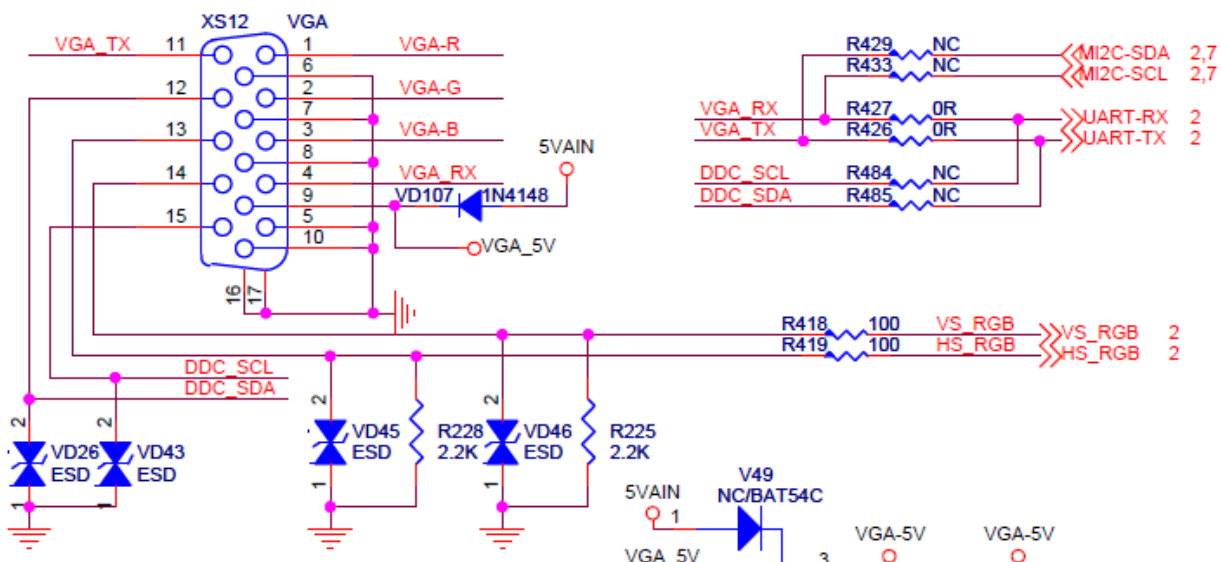 XS12 VGA
VGA_TX 11 1 VGA-R
6
12 2 VGA-G
7
13 3 VGA-B
8
14 4 VGA_RX
9 VD107 1N4148 5VAIN
15 5
10 VGA_5V
16 17
R429 NC MI2C-SDA 2,7
R433 NC MI2C-SCL 2,7
VGA_RX R427 0R UART-RX 2
VGA_TX R426 0R UART-TX 2
DDC_SCL R484 NC
DDC_SDA R485 NC
R418 100 VS_RGB VS_RGB 2
R419 100 HS_RGB HS_RGB 2
DDC_SCL
DDC_SDA
2 2 2 2
VD26 VD43 VD45 R228 VD46 R225
ESD ESD ESD 2.2K ESD 2.2K
1 1 1 1
V49
5VAIN 1 NC/BAT54C
VGA_5V 3 VGA-5V VGA-5V